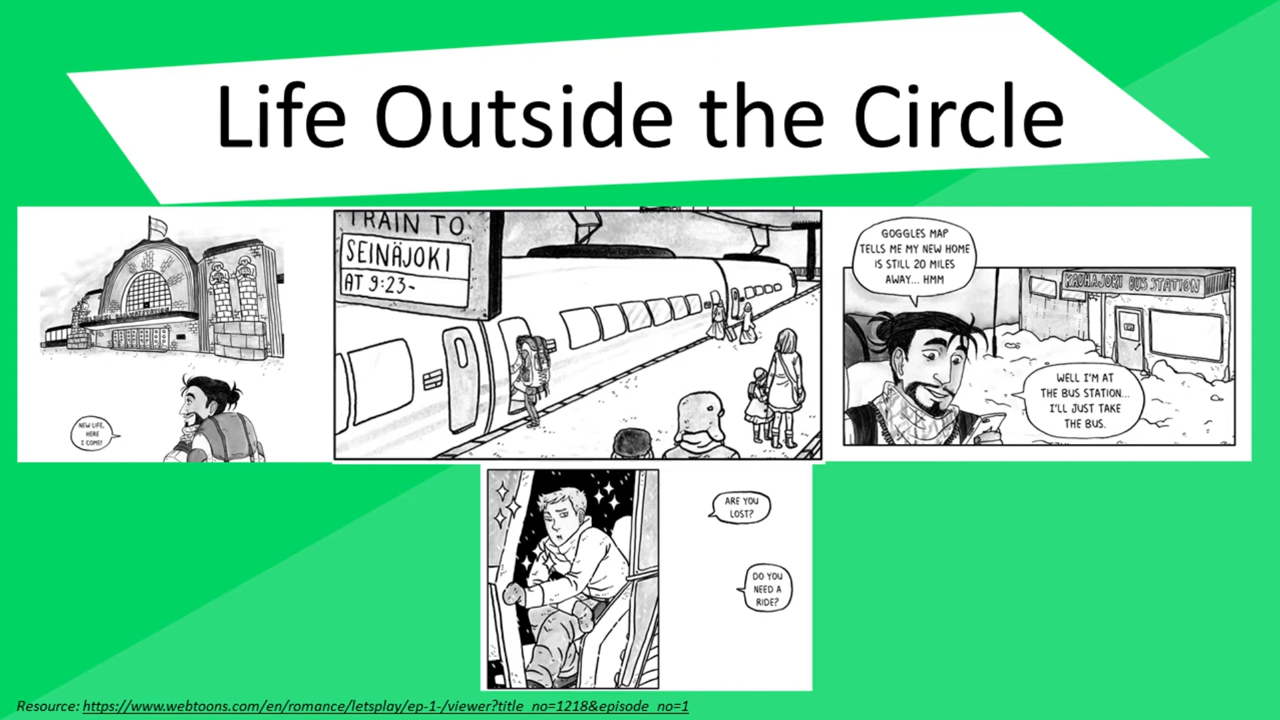 Life Outside the Circle
NEW LIFE,
HERE
I COME!
TRAIN TO
SEINÄJOKI
AT 9:23-
GOGGLES MAP
TELLS ME MY NEW HOME
IS STILL 20 MILES
AWAY... HMM
KAUHAJOKI BUS STATION
WELL I'M AT
THE BUS STATION...
I'LL JUST TAKE
THE BUS.
ARE YOU
LOST?
DO YOU
NEED A
RIDE?
Resource: https://www.webtoons.com/en/romance/letsplay/ep-1-/viewer?title_no=1218&episode_no=1